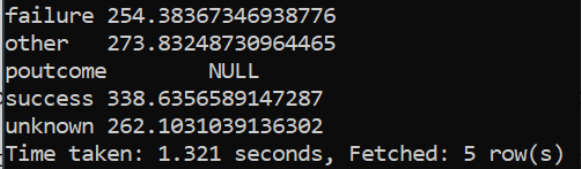 failure 254.38367346938776
other   273.83248730964465
poutcome        NULL
success 338.6356589147287
unknown 262.1031039136302
Time taken: 1.321 seconds, Fetched: 5 row(s)